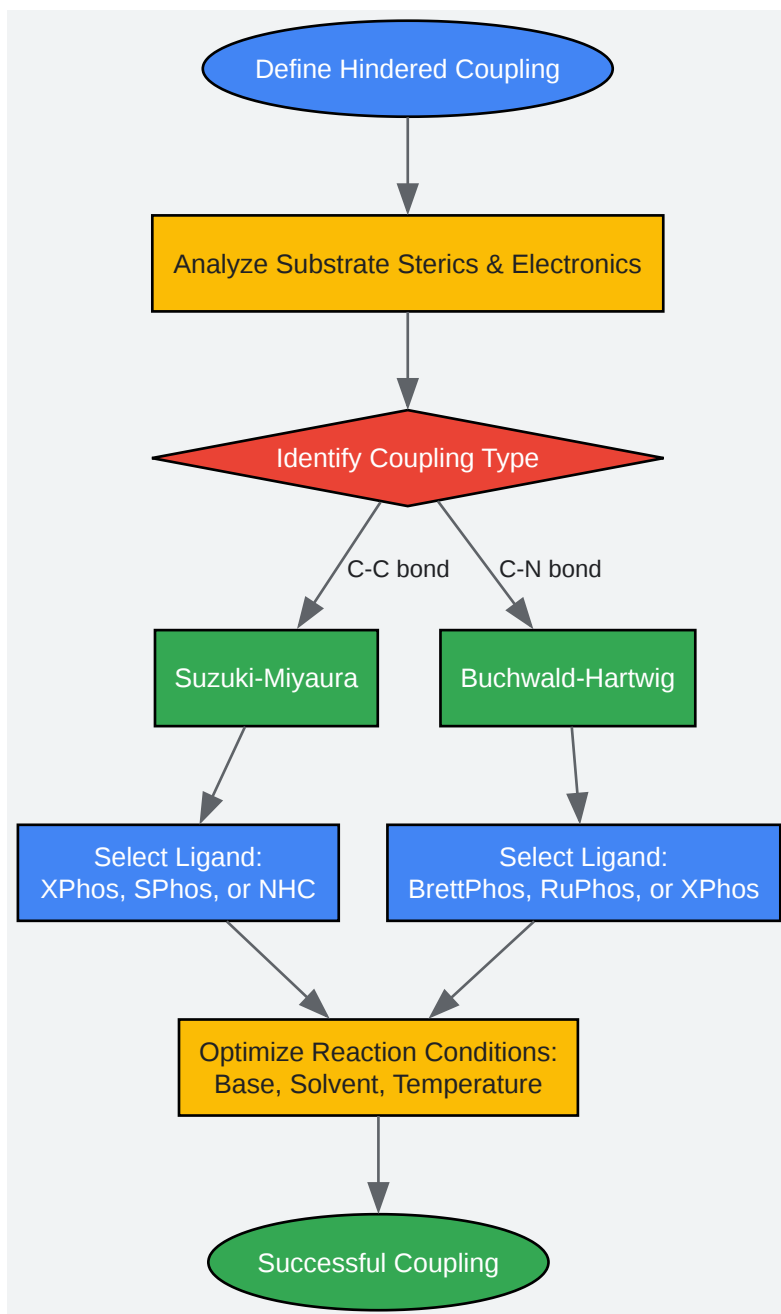 Define Hindered Coupling
Analyze Substrate Sterics & Electronics
Identify Coupling Type
C-C bond
C-N bond
Suzuki-Miyaura
Buchwald-Hartwig
Select Ligand:
XPhos, SPhos, or NHC
Select Ligand:
BrettPhos, RuPhos, or XPhos
Optimize Reaction Conditions:
Base, Solvent, Temperature
Successful Coupling